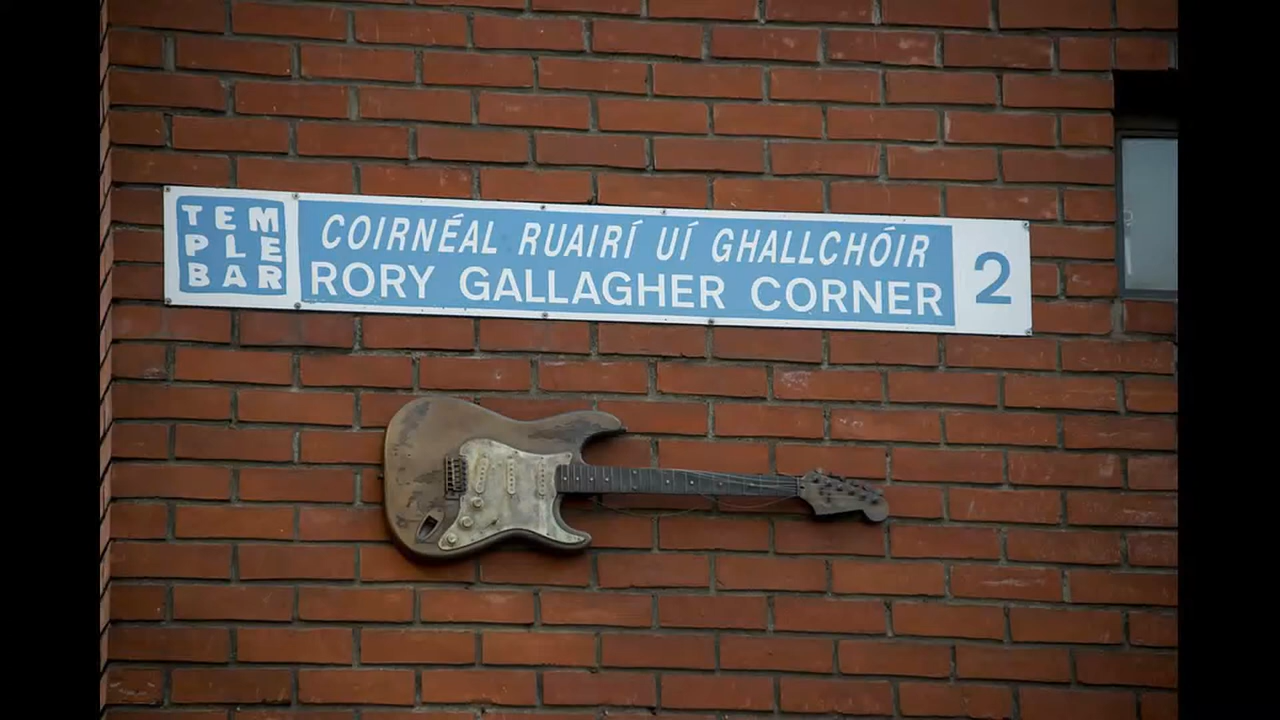 TEM
PLE
BAR
COIRNÉAL RUAIRÍ UÍ GHALLCHÓIR
RORY GALLAGHER CORNER
2